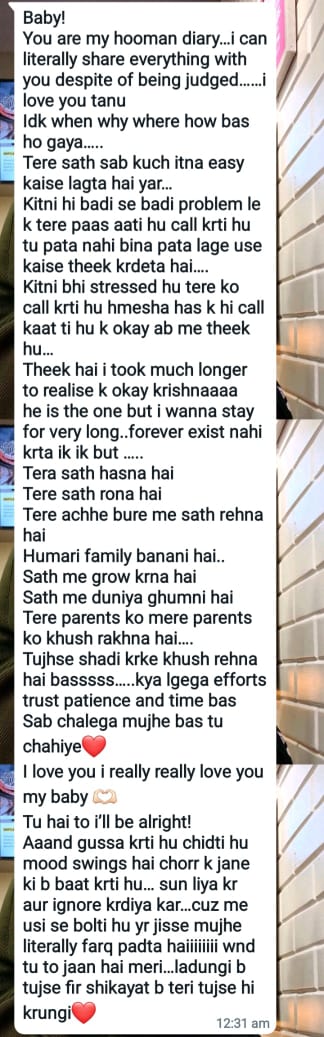 Baby!
You are my hooman diary...i can
literally share everything with
you despite of being judged......i
love you tanu
Idk when why where how bas
ho gaya.....
Tere sath sab kuch itna easy
kaise lagta hai yar...
Kitni hi badi se badi problem le
k tere paas aati hu call krti hu
tu pata nahi bina pata lage use
kaise theek krdeta hai....
Kitni bhi stressed hu tere ko
call krti hu hmesha has k hi call
kaat ti hu k okay ab me theek
hu...
Theek hai i took much longer
to realise k okay krishnaaaa
he is the one but i wanna stay
for very long..forever exist nahi
krta ik ik but .....
Tera sath hasna hai
Tere sath rona hai
Tere achhe bure me sath rehna
hai
Humari family banani hai..
Sath me grow krna hai
Sath me duniya ghumni hai
Tere parents ko mere parents
ko khush rakhna hai....
Tujhse shadi krke khush rehna
hai basssss.....kya lgega efforts
trust patience and time bas
Sab chalega mujhe bas tu
chahiye❤️
I love you i really really love you
my baby 🫶🏻
Tu hai to i'll be alright!
Aaand gussa krti hu chidti hu
mood swings hai chorr k jane
ki b baat krti hu... sun liya kr
aur ignore krdiya kar...cuz me
usi se bolti hu yr jisse mujhe
literally farq padta haiiiiiiii wnd
tu to jaan hai meri...ladungi b
tujse fir shikayat b teri tujse hi
krungi❤️
12:31 am